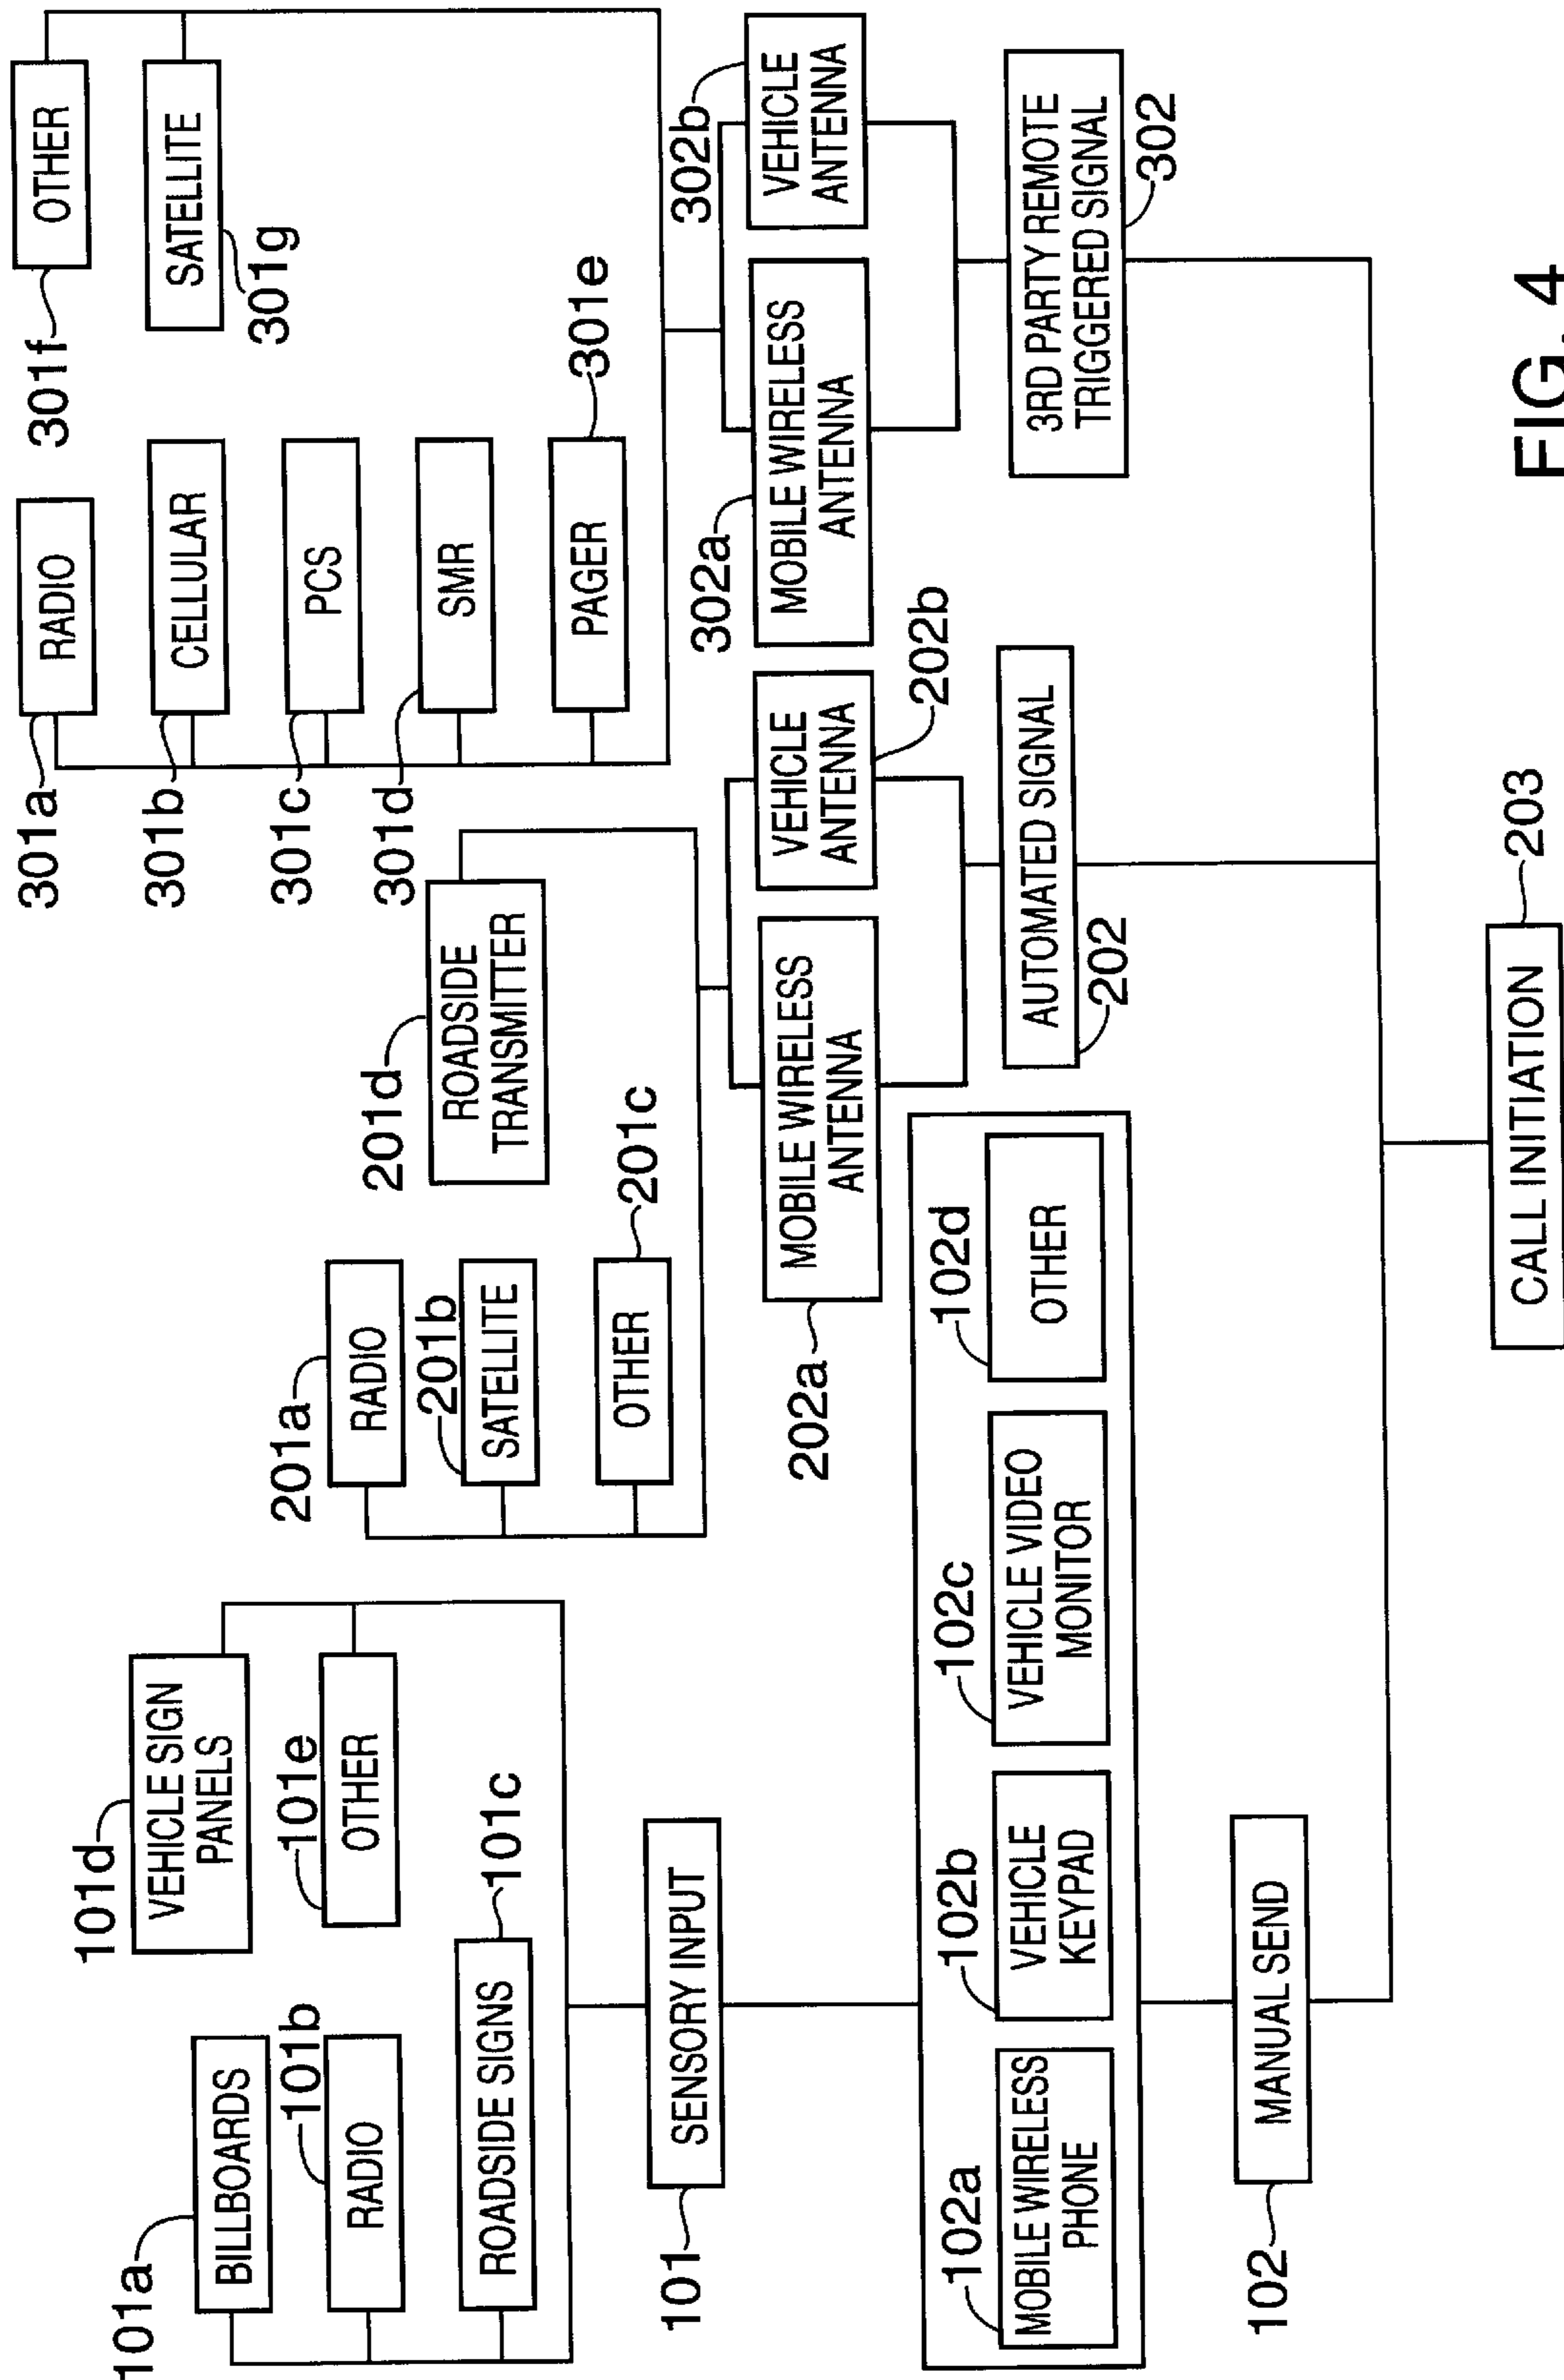 101a
BILLBOARDS
101b
RADIO
ROADSIDE SIGNS
101c
101d
VEHICLE SIGN
PANELS
101e
OTHER
SENSORY INPUT
101
102a
MOBILE WIRELESS
PHONE
102b
VEHICLE
KEYPAD
102c
VEHICLE VIDEO
MONITOR
102d
OTHER
MANUAL SEND
102
201a
RADIO
201b
SATELLITE
OTHER
201c
201d
ROADSIDE
TRANSMITTER
MOBILE WIRELESS
ANTENNA
202a
VEHICLE
ANTENNA
202b
AUTOMATED SIGNAL
202
301a
RADIO
301b
CELLULAR
301c
PCS
301d
SMR
PAGER
301e
301f
OTHER
SATELLITE
301g
302a
MOBILE WIRELESS
ANTENNA
302b
VEHICLE
ANTENNA
3RD PARTY REMOTE
TRIGGERED SIGNAL
302
CALL INITIATION
203
FIG. 4